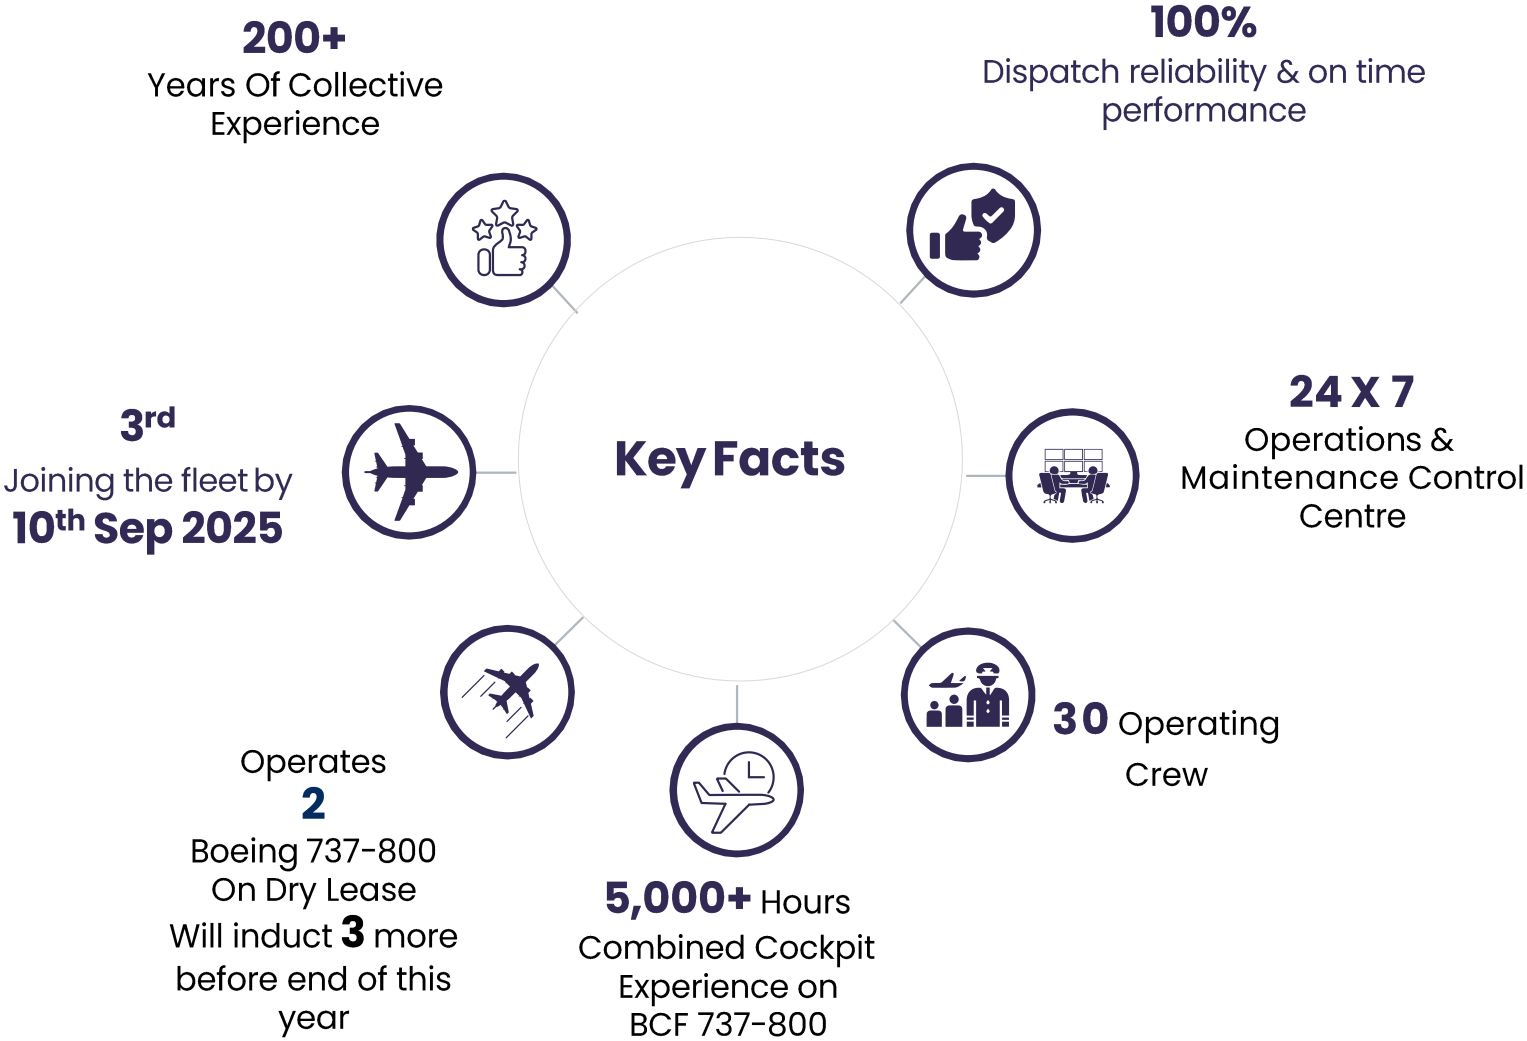 200+
Years Of Collective
Experience
100%
Dispatch reliability & on time
performance
3rd
Joining the fleet by
10th Sep 2025
Key Facts
24 X 7
Operations &
Maintenance Control
Centre
30 Operating
Crew
Operates
2
Boeing 737-800
On Dry Lease
Will induct 3 more
before end of this
year
5,000+ Hours
Combined Cockpit
Experience on
BCF 737-800